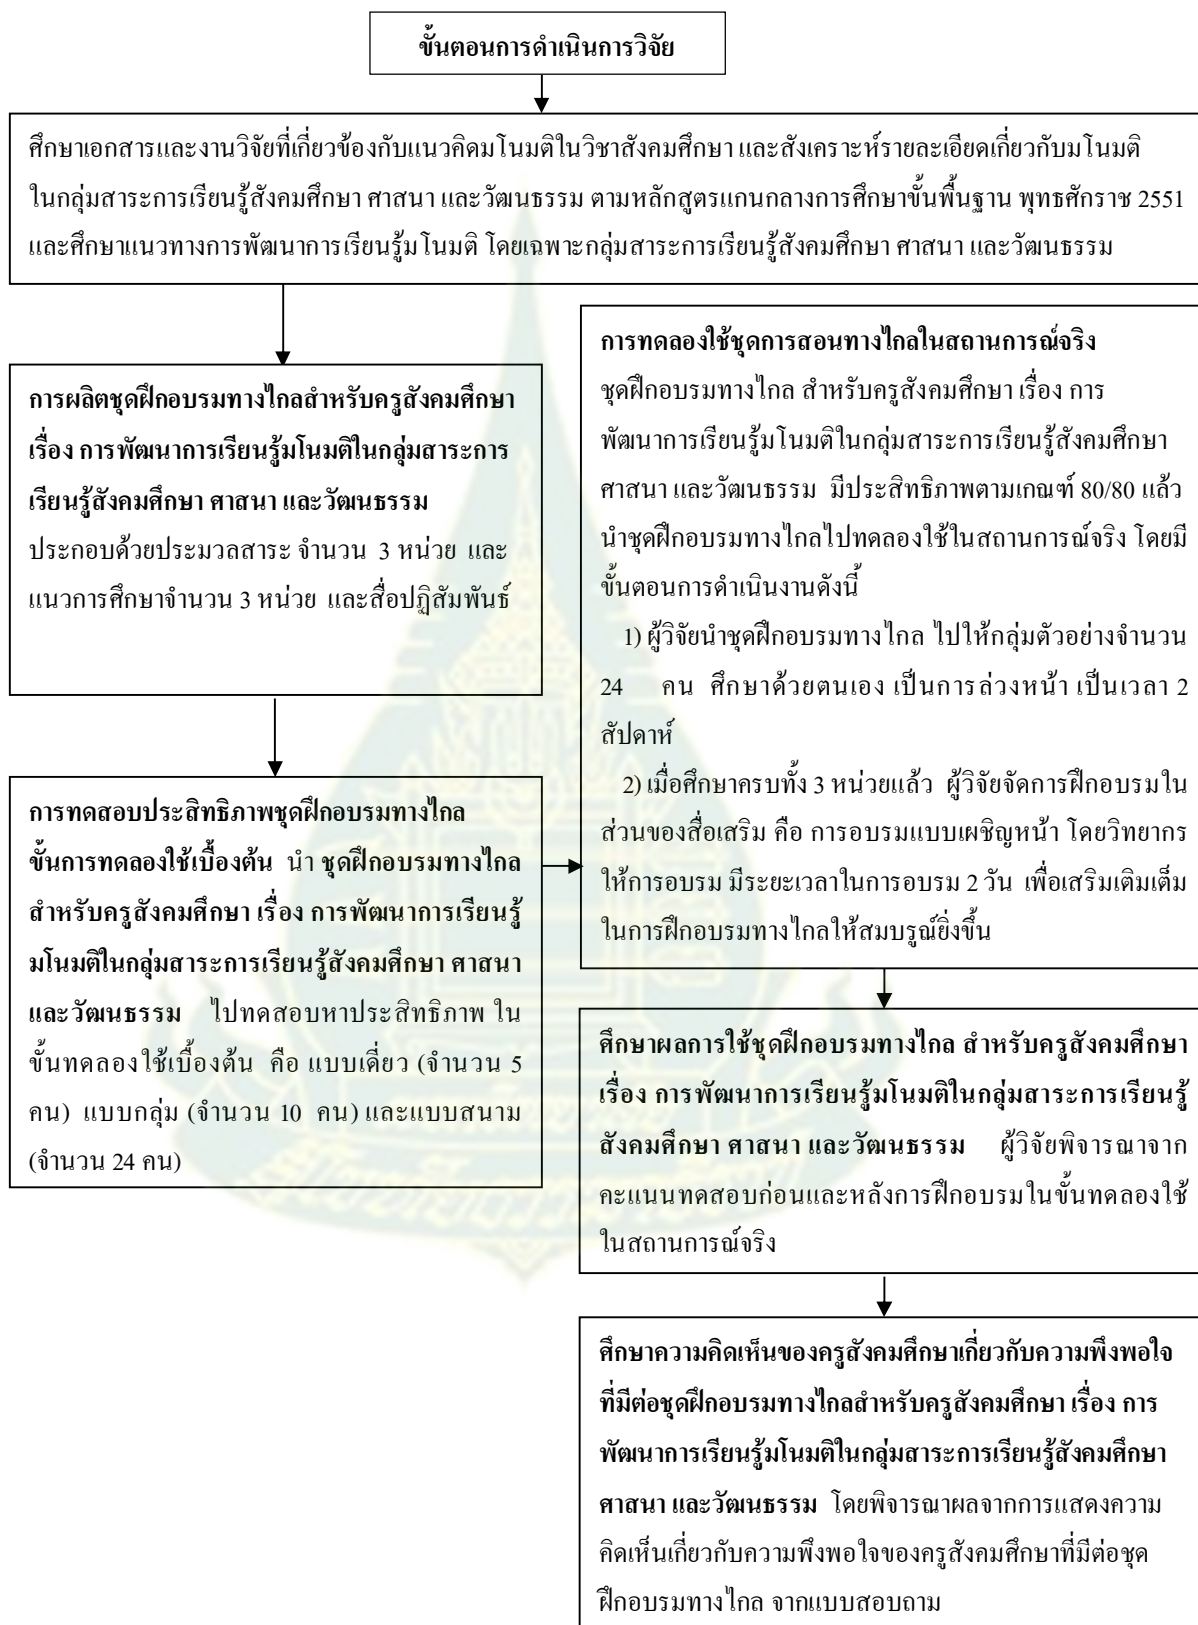 ขั้นตอนการดำเนินการวิจัย
ศึกษาเอกสารและงานวิจัยที่เกี่ยวข้องกับแนวคิดมโนมติในวิชาสังคมศึกษา และสังเคราะห์รายละเอียดเกี่ยวกับมโนมติ
ในกลุ่มสาระการเรียนรู้สังคมศึกษา ศาสนา และวัฒนธรรม ตามหลักสูตรแกนกลางการศึกษาขั้นพื้นฐาน พุทธศักราช 2551
และศึกษาแนวทางการพัฒนาการเรียนรู้มโนมติ โดยเฉพาะกลุ่มสาระการเรียนรู้สังคมศึกษา ศาสนา และวัฒนธรรม
การผลิตชุดฝึกอบรมทางไกลสำหรับครูสังคมศึกษา
เรื่อง การพัฒนาการเรียนรู้มโนมติในกลุ่มสาระการ
เรียนรู้สังคมศึกษา ศาสนา และวัฒนธรรม
ประกอบด้วยประมวลสาระ จำนวน 3 หน่วย และ
แนวการศึกษาจำนวน 3 หน่วย และสื่อปฏิสัมพันธ์
การทดสอบประสิทธิภาพชุดฝึกอบรมทางไกล
ขั้นการทดลองใช้เบื้องต้น นำ ชุดฝึกอบรมทางไกล
สำหรับครูสังคมศึกษา เรื่อง การพัฒนาการเรียนรู้
มโนมติในกลุ่มสาระการเรียนรู้สังคมศึกษา ศาสนา
และวัฒนธรรม ไปทดสอบหาประสิทธิภาพ ใน
ขั้นทดลองใช้เบื้องต้น คือ แบบเดี่ยว (จำนวน 5
คน) แบบกลุ่ม (จำนวน 10 คน) และแบบสนาม
(จำนวน 24 คน)
การทดลองใช้ชุดการสอนทางไกลในสถานการณ์จริง
ชุดฝึกอบรมทางไกล สำหรับครูสังคมศึกษา เรื่อง การ
พัฒนาการเรียนรู้มโนมติในกลุ่มสาระการเรียนรู้สังคมศึกษา
ศาสนา และวัฒนธรรม มีประสิทธิภาพตามเกณฑ์ 80/80 แล้ว
นำชุดฝึกอบรมทางไกลไปทดลองใช้ในสถานการณ์จริง โดยมี
ขั้นตอนการดำเนินงานดังนี้
1) ผู้วิจัยนำชุดฝึกอบรมทางไกล ไปให้กลุ่มตัวอย่างจำนวน
24 คน ศึกษาด้วยตนเอง เป็นการล่วงหน้า เป็นเวลา 2
สัปดาห์
2) เมื่อศึกษาครบทั้ง 3 หน่วยแล้ว ผู้วิจัยจัดการฝึกอบรมใน
ส่วนของสื่อเสริม คือ การอบรมแบบเผชิญหน้า โดยวิทยากร
ให้การอบรม มีระยะเวลาในการอบรม 2 วัน เพื่อเสริมเติมเต็ม
ในการฝึกอบรมทางไกลให้สมบรูณ์ยิ่งขึ้น
ศึกษาผลการใช้ชุดฝึกอบรมทางไกล สำหรับครูสังคมศึกษา
เรื่อง การพัฒนาการเรียนรู้มโนมติในกลุ่มสาระการเรียนรู้
สังคมศึกษา ศาสนา และวัฒนธรรม ผู้วิจัยพิจารณาจาก
คะแนนทดสอบก่อนและหลังการฝึกอบรมในขั้นทดลองใช้
ในสถานการณ์จริง
ศึกษาความคิดเห็นของครูสังคมศึกษาเกี่ยวกับความพึงพอใจ
ที่มีต่อชุดฝึกอบรมทางไกลสำหรับครูสังคมศึกษา เรื่อง การ
พัฒนาการเรียนรู้มโนมติในกลุ่มสาระการเรียนรู้สังคมศึกษา
ศาสนา และวัฒนธรรม โดยพิจารณาผลจากการแสดงความ
คิดเห็นเกี่ยวกับความพึงพอใจของครูสังคมศึกษาที่มีต่อชุด
ฝึกอบรมทางไกล จากแบบสอบถาม